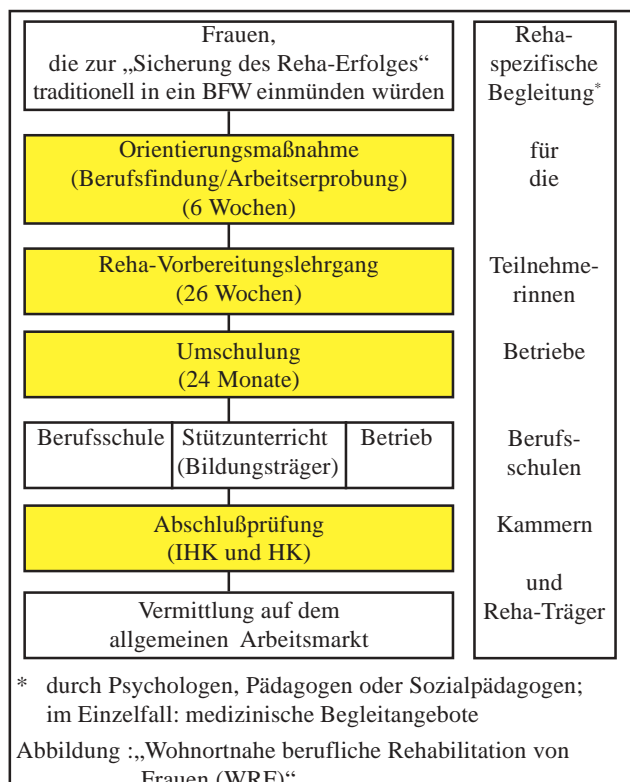 Frauen,
die zur „Sicherung des Reha-Erfolges“
traditionell in ein BFW einmünden würden
Orientierungsmaßnahme
(Berufsfindung/Arbeitserprobung)
(6 Wochen)
Reha-Vorbereitungslehrgang
(26 Wochen)
Umschulung
(24 Monate)
Berufsschule
Stützunterricht
(Bildungsträger)
Betrieb
Abschlußprüfung
(IHK und HK)
Vermittlung auf dem
allgemeinen Arbeitsmarkt
Reha-
spezifische
Begleitung*
für
die
Teilnehme-
rinnen
Betriebe
Berufs-
schulen
Kammern
und
Reha-Träger
* durch Psychologen, Pädagogen oder Sozialpädagogen;
im Einzelfall: medizinische Begleitangebote
Abbildung :„Wohnortnahe berufliche Rehabilitation von
Frauen (WRF)“